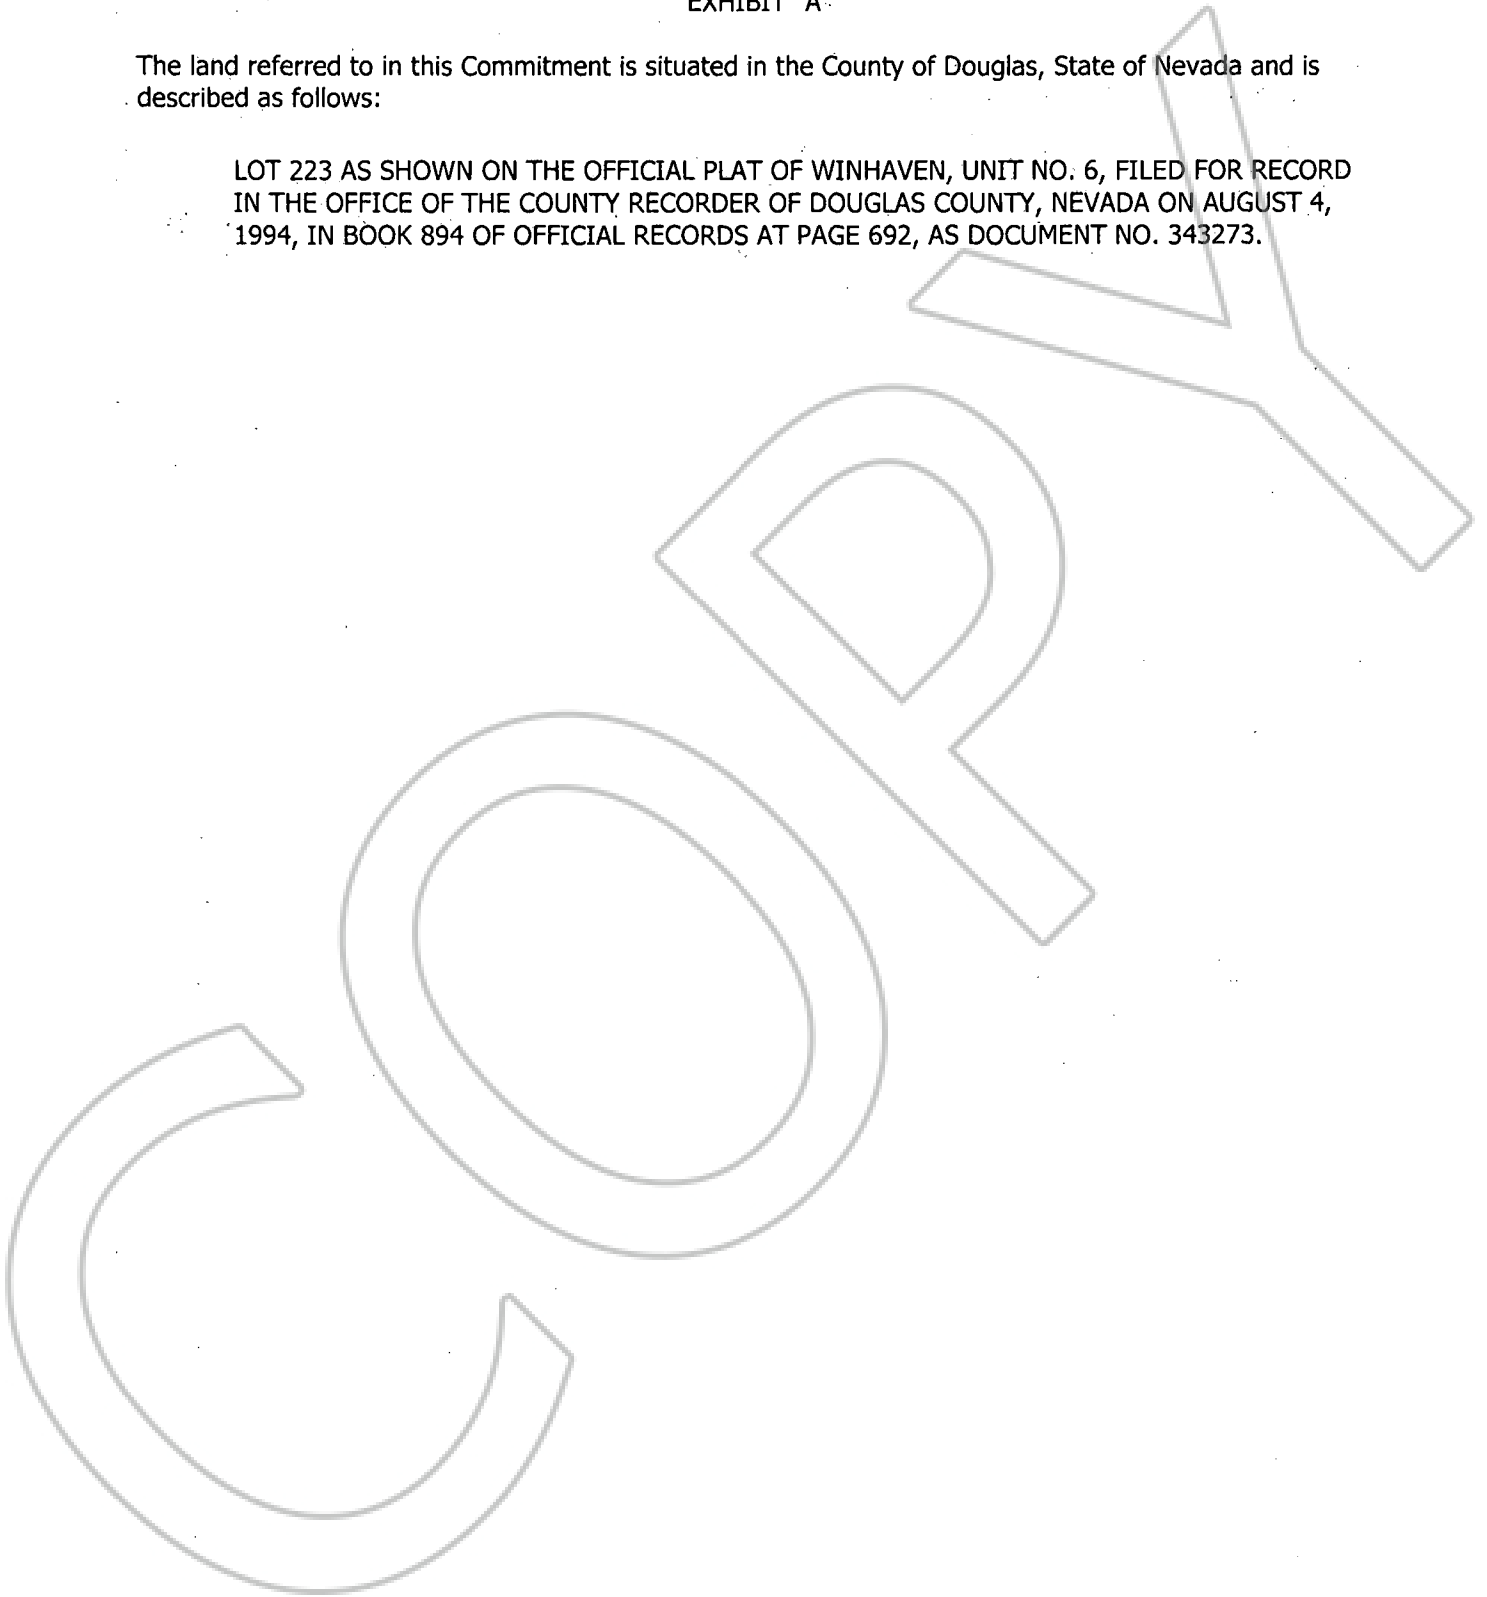 EXHIBIT "A"
The land referred to in this Commitment is situated in the County of Douglas, State of Nevada and is
described as follows:
LOT 223 AS SHOWN ON THE OFFICIAL PLAT OF WINHAVEN, UNIT NO. 6, FILED FOR RECORD
IN THE OFFICE OF THE COUNTY RECORDER OF DOUGLAS COUNTY, NEVADA ON AUGUST 4,
1994, IN BOOK 894 OF OFFICIAL RECORDS AT PAGE 692, AS DOCUMENT NO. 343273.
COPY